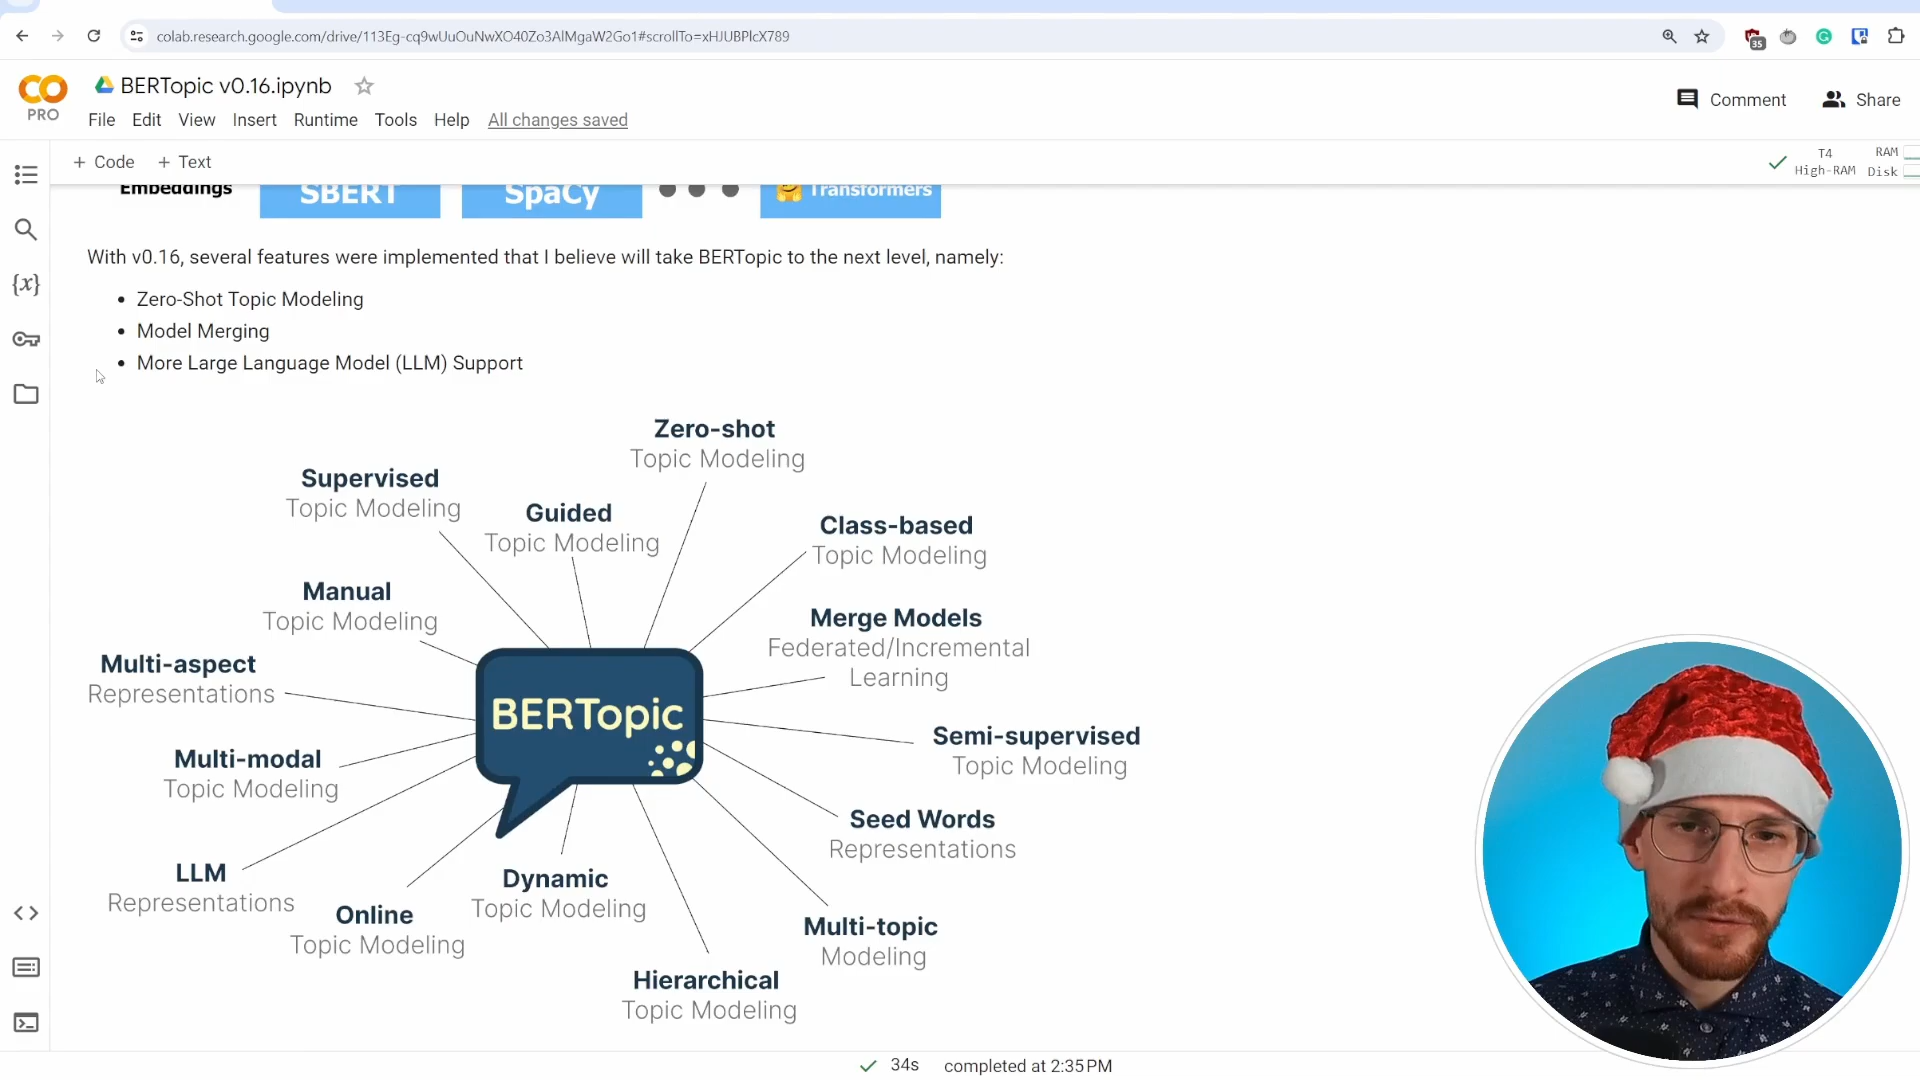 colab.research.google.com/drive/113Eg-cq9wUuOuNwXO40Zo3AlMgaW2Go1#scrollTo=xHJUBPlcX789
35
CO
PRO
BERTopic v0.16.ipynb
File Edit View Insert Runtime Tools Help All changes saved
Comment
Share
+ Code + Text
T4
High-RAM
RAM
Disk
Embeddings SBERT SpaCy Transformers
With v0.16, several features were implemented that I believe will take BERTopic to the next level, namely:
• Zero-Shot Topic Modeling
• Model Merging
• More Large Language Model (LLM) Support
Zero-shot
Topic Modeling
Supervised
Topic Modeling
Guided
Topic Modeling
Class-based
Topic Modeling
Manual
Topic Modeling
Merge Models
Federated/Incremental
Learning
Multi-aspect
Representations
BERTopic
Semi-supervised
Topic Modeling
Multi-modal
Topic Modeling
Seed Words
Representations
LLM
Representations
Dynamic
Topic Modeling
Online
Topic Modeling
Multi-topic
Modeling
Hierarchical
Topic Modeling
34s completed at 2:35 PM